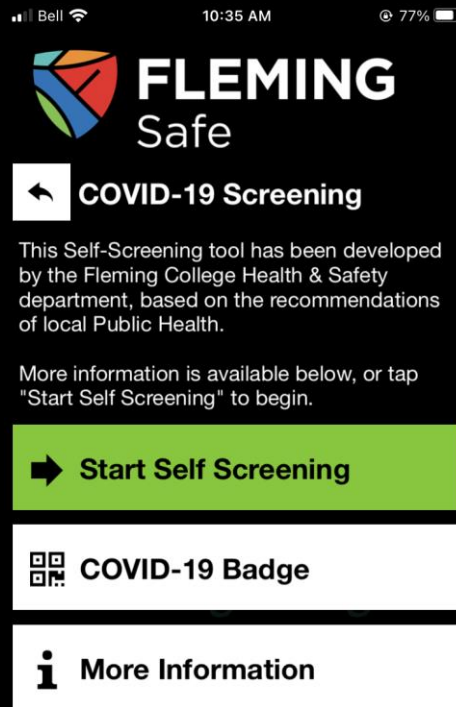 Bell 10:35 AM 77%
FLEMING
Safe
COVID-19 Screening
This Self-Screening tool has been developed
by the Fleming College Health & Safety
department, based on the recommendations
of local Public Health.
More information is available below, or tap
"Start Self Screening" to begin.
Start Self Screening
COVID-19 Badge
More Information